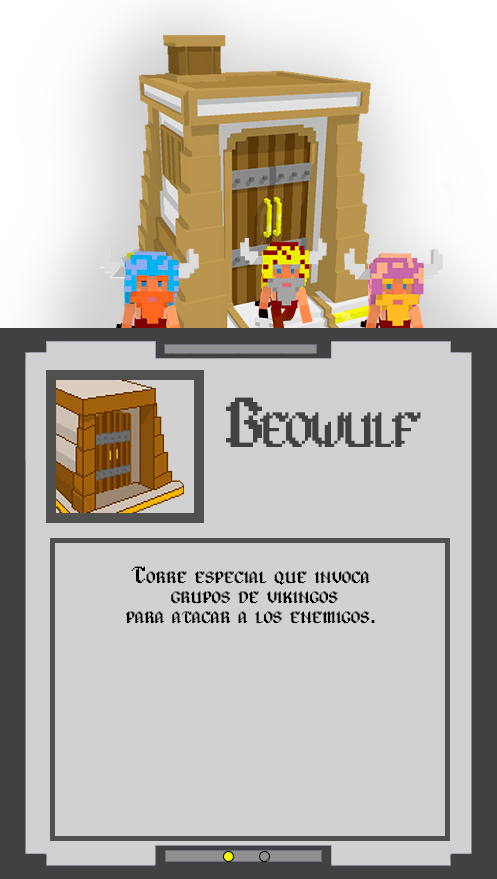 Beowulf
Torre especial que invoca
grupos de vikingos
para atacar a los enemigos.